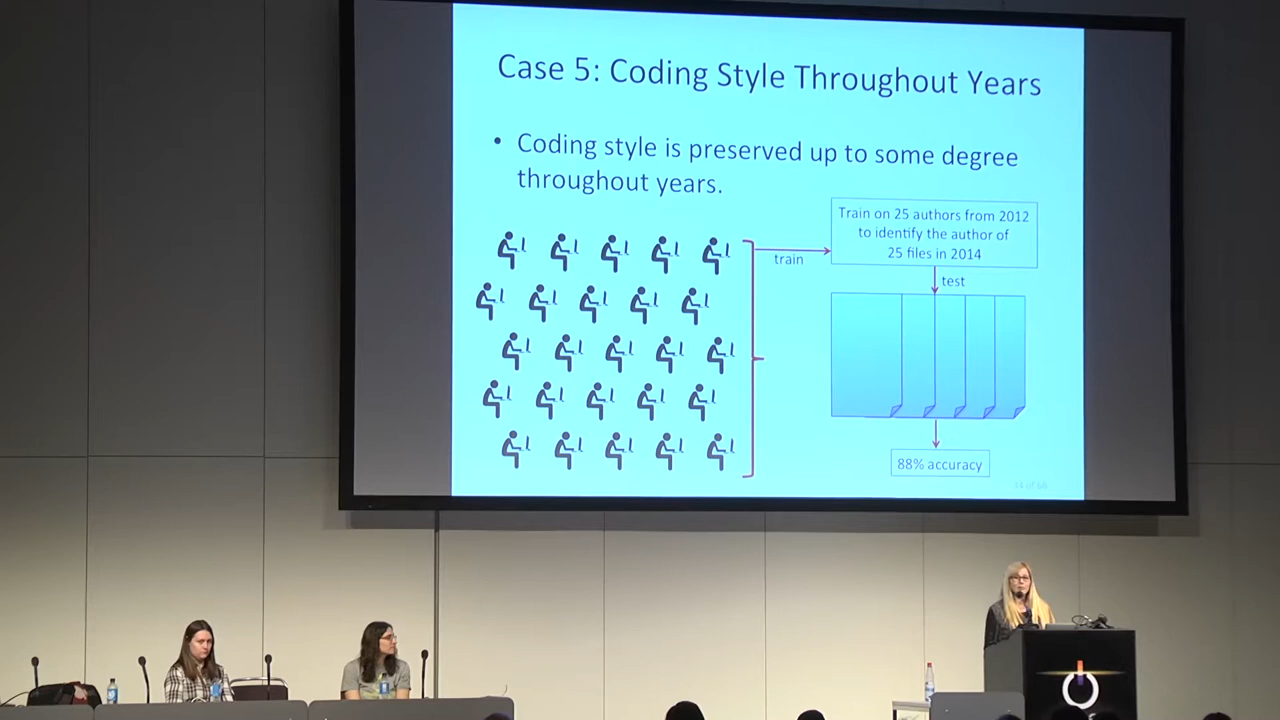 Case 5: Coding Style Throughout Years
• Coding style is preserved up to some degree
throughout years.
Train on 25 authors from 2012
to identify the author of
25 files in 2014
train
test
88% accuracy